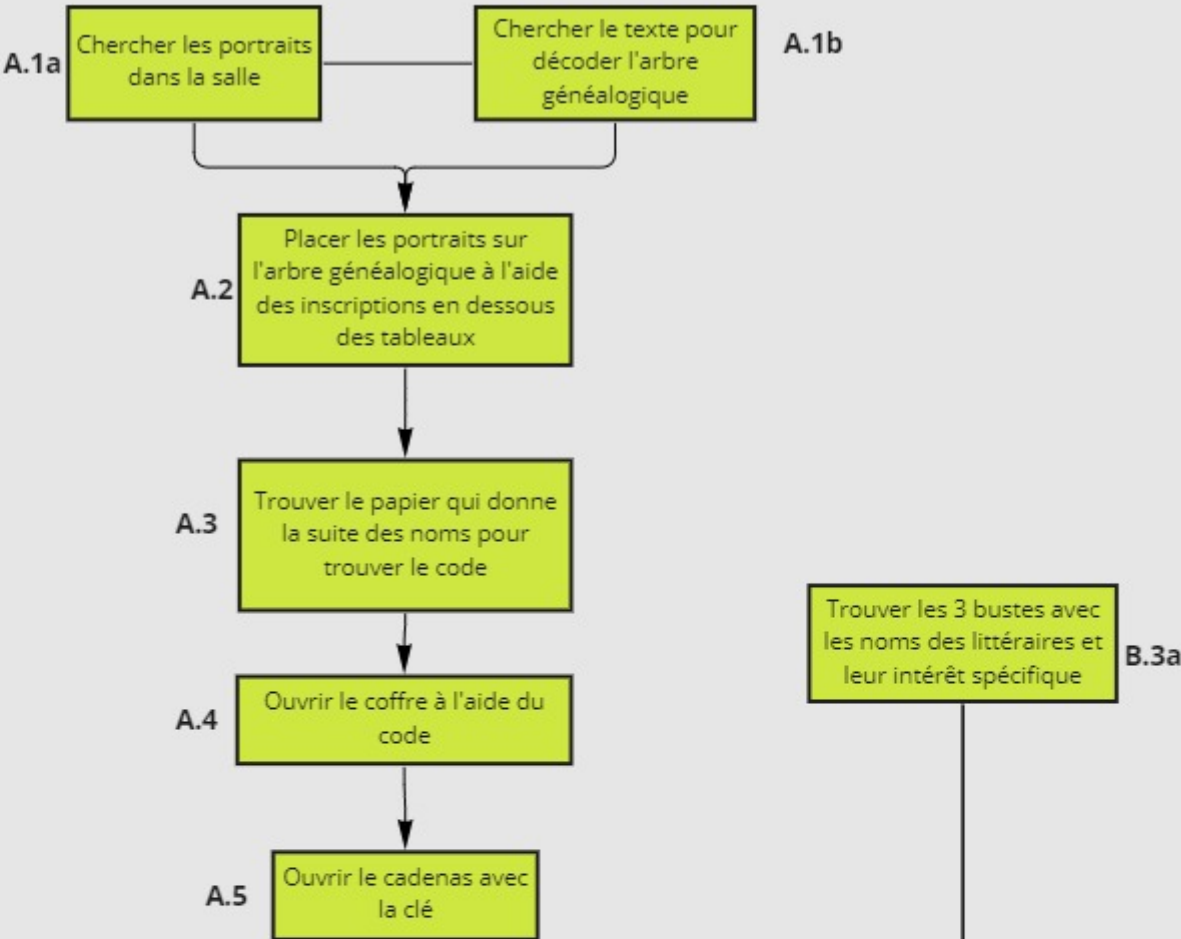 A.1a
Chercher les portraits
dans la salle
Chercher le texte pour
décoder l'arbre
généalogique
A.1b
A.2
Placer les portraits sur
l'arbre généalogique à l'aide
des inscriptions en dessous
des tableaux
A.3
Trouver le papier qui donne
la suite des noms pour
trouver le code
Trouver les 3 bustes avec
les noms des littéraires et
leur intérêt spécifique
B.3a
A.4
Ouvrir le coffre à l'aide du
code
A.5
Ouvrir le cadenas avec
la clé